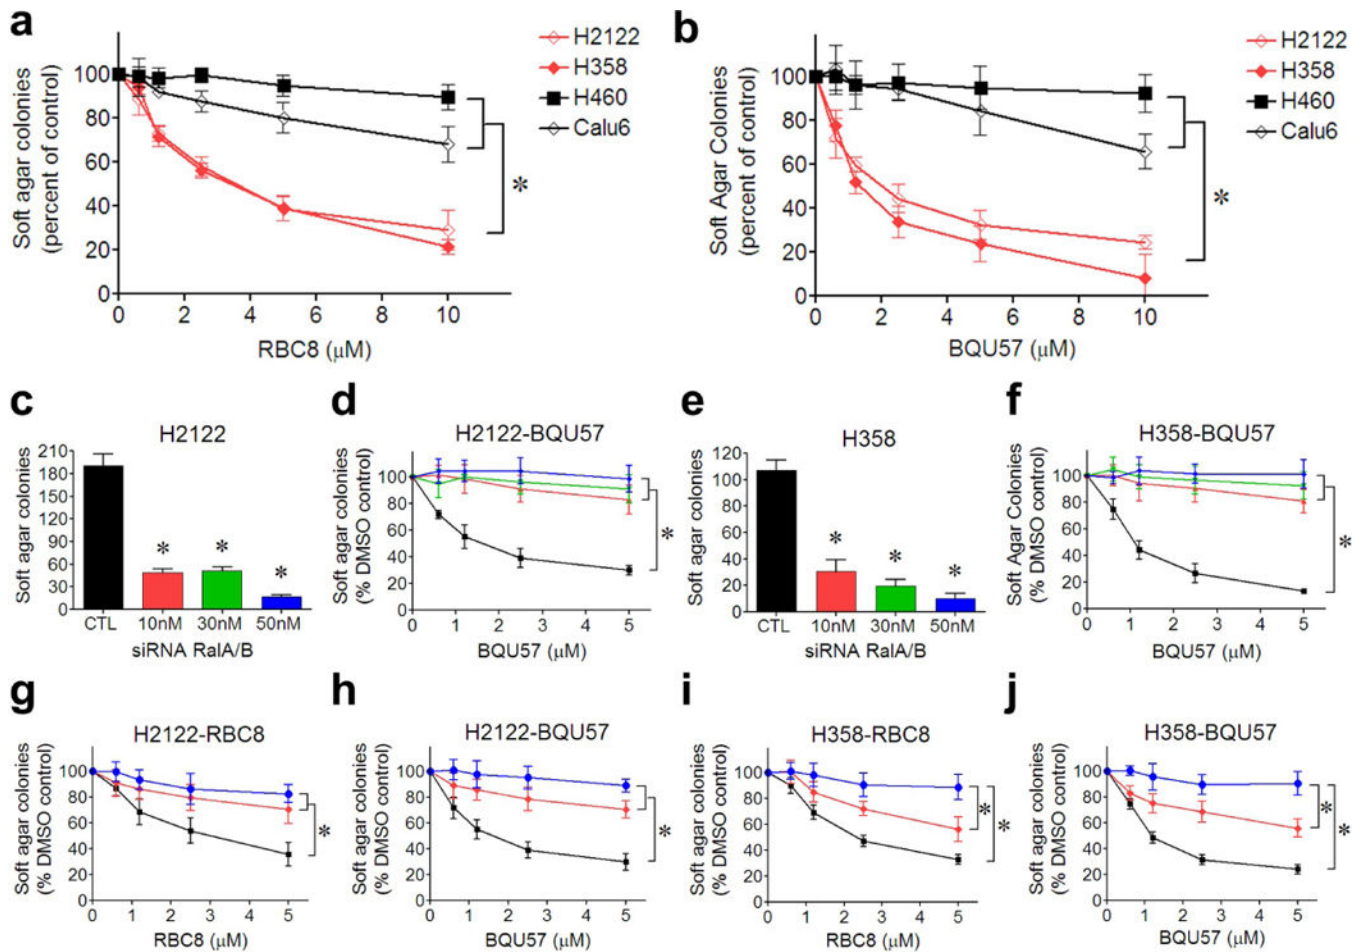 a
Soft agar colonies
(percent of control)
100
80
60
40
20
0
0 2 4 6 8 10
RBC8 (μM)
H2122
H358
H460
Calu6
*
b
Soft Agar Colonies
(percent of control)
100
80
60
40
20
0
0 2 4 6 8 10
BQU57 (μM)
H2122
H358
H460
Calu6
*
c
H2122
Soft agar colonies
210
180
150
120
90
60
30
0
* * *
CTL 10nM 30nM 50nM
siRNA RalA/B
d
H2122-BQU57
Soft agar colonies
(% DMSO control)
100
80
60
40
20
0
0 1 2 3 4 5
BQU57 (μM)
*
e
H358
Soft agar colonies
120
100
80
60
40
20
0
* * *
CTL 10nM 30nM 50nM
siRNA RalA/B
f
H358-BQU57
Soft Agar Colonies
(% DMSO control)
100
80
60
40
20
0
0 1 2 3 4 5
BQU57 (μM)
*
g
H2122-RBC8
Soft agar colonies
(% DMSO control)
100
80
60
40
20
0
0 1 2 3 4 5
RBC8 (μM)
*
h
H2122-BQU57
Soft agar colonies
(% DMSO control)
100
80
60
40
20
0
0 1 2 3 4 5
BQU57 (μM)
*
i
H358-RBC8
Soft agar colonies
(% DMSO control)
100
80
60
40
20
0
0 1 2 3 4 5
RBC8 (μM)
* *
j
H358-BQU57
Soft agar colonies
(% DMSO control)
100
80
60
40
20
0
0 1 2 3 4 5
BQU57 (μM)
* *